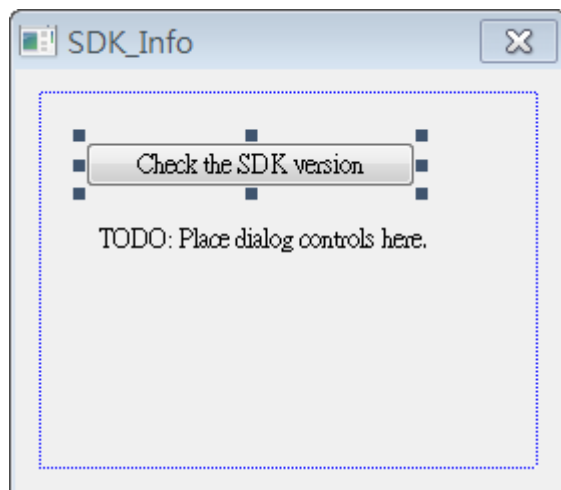 SDK_Info
Check the SDK version
TODO: Place dialog controls here.